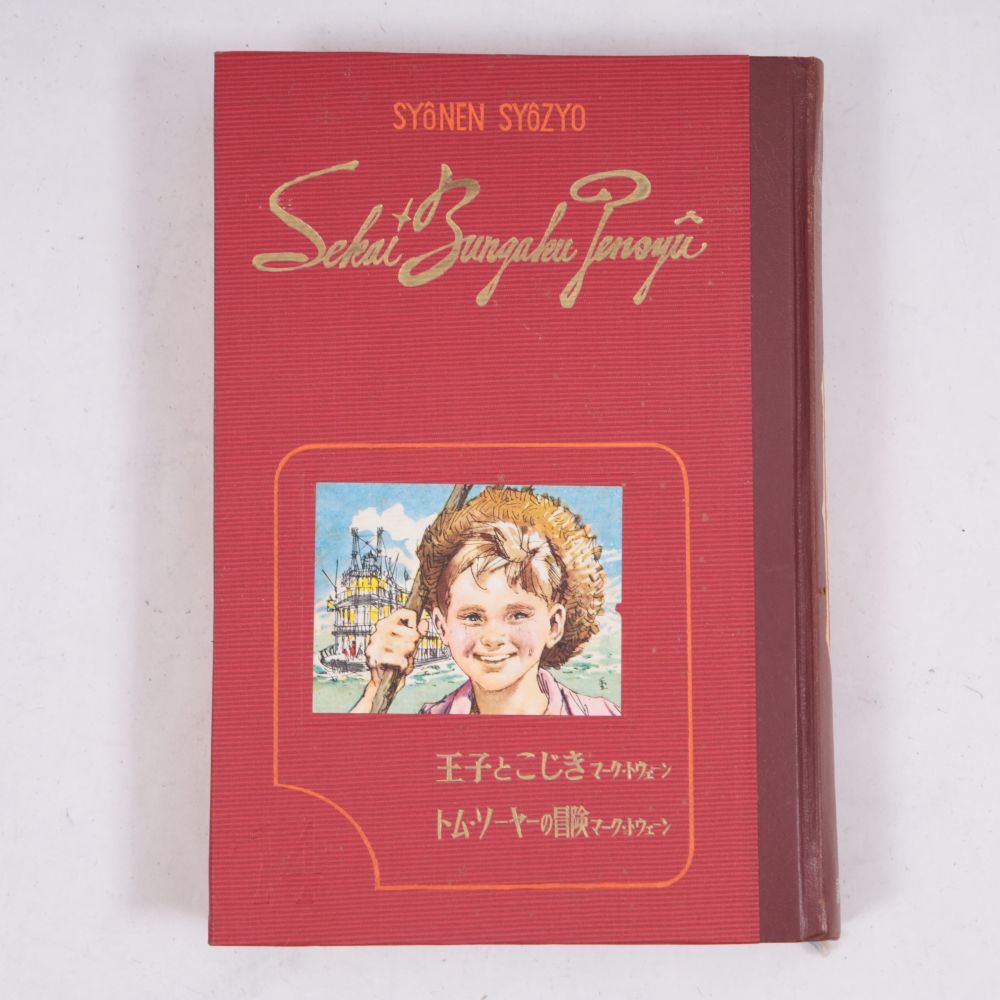 SYÔNEN SYÔZYO
Sekai Bungaku Zensyû
王子とこじき マーク・トウェーン
トム・ソーヤーの冒険 マーク・トウェーン